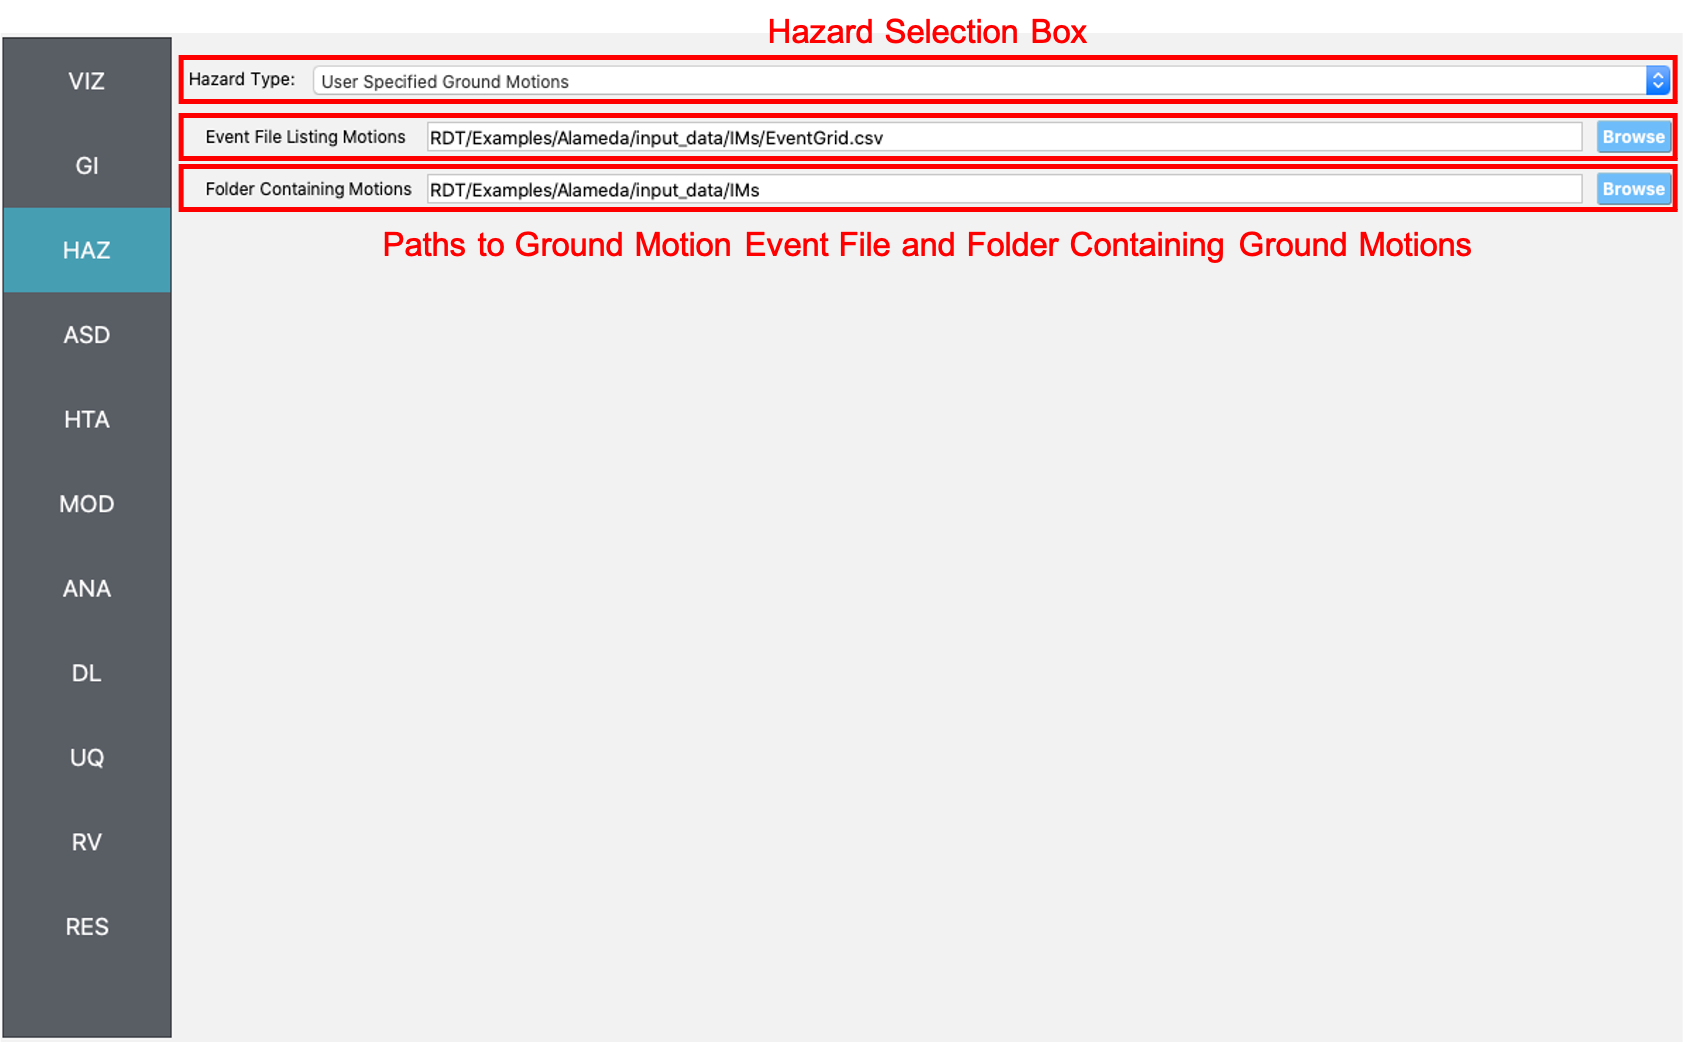 Hazard Selection Box
VIZ
GI
HAZ
ASD
HTA
MOD
ANA
DL
UQ
RV
RES
Hazard Type: User Specified Ground Motions
Event File Listing Motions RDT/Examples/Alameda/input_data/IMs/EventGrid.csv Browse
Folder Containing Motions RDT/Examples/Alameda/input_data/IMs Browse
Paths to Ground Motion Event File and Folder Containing Ground Motions